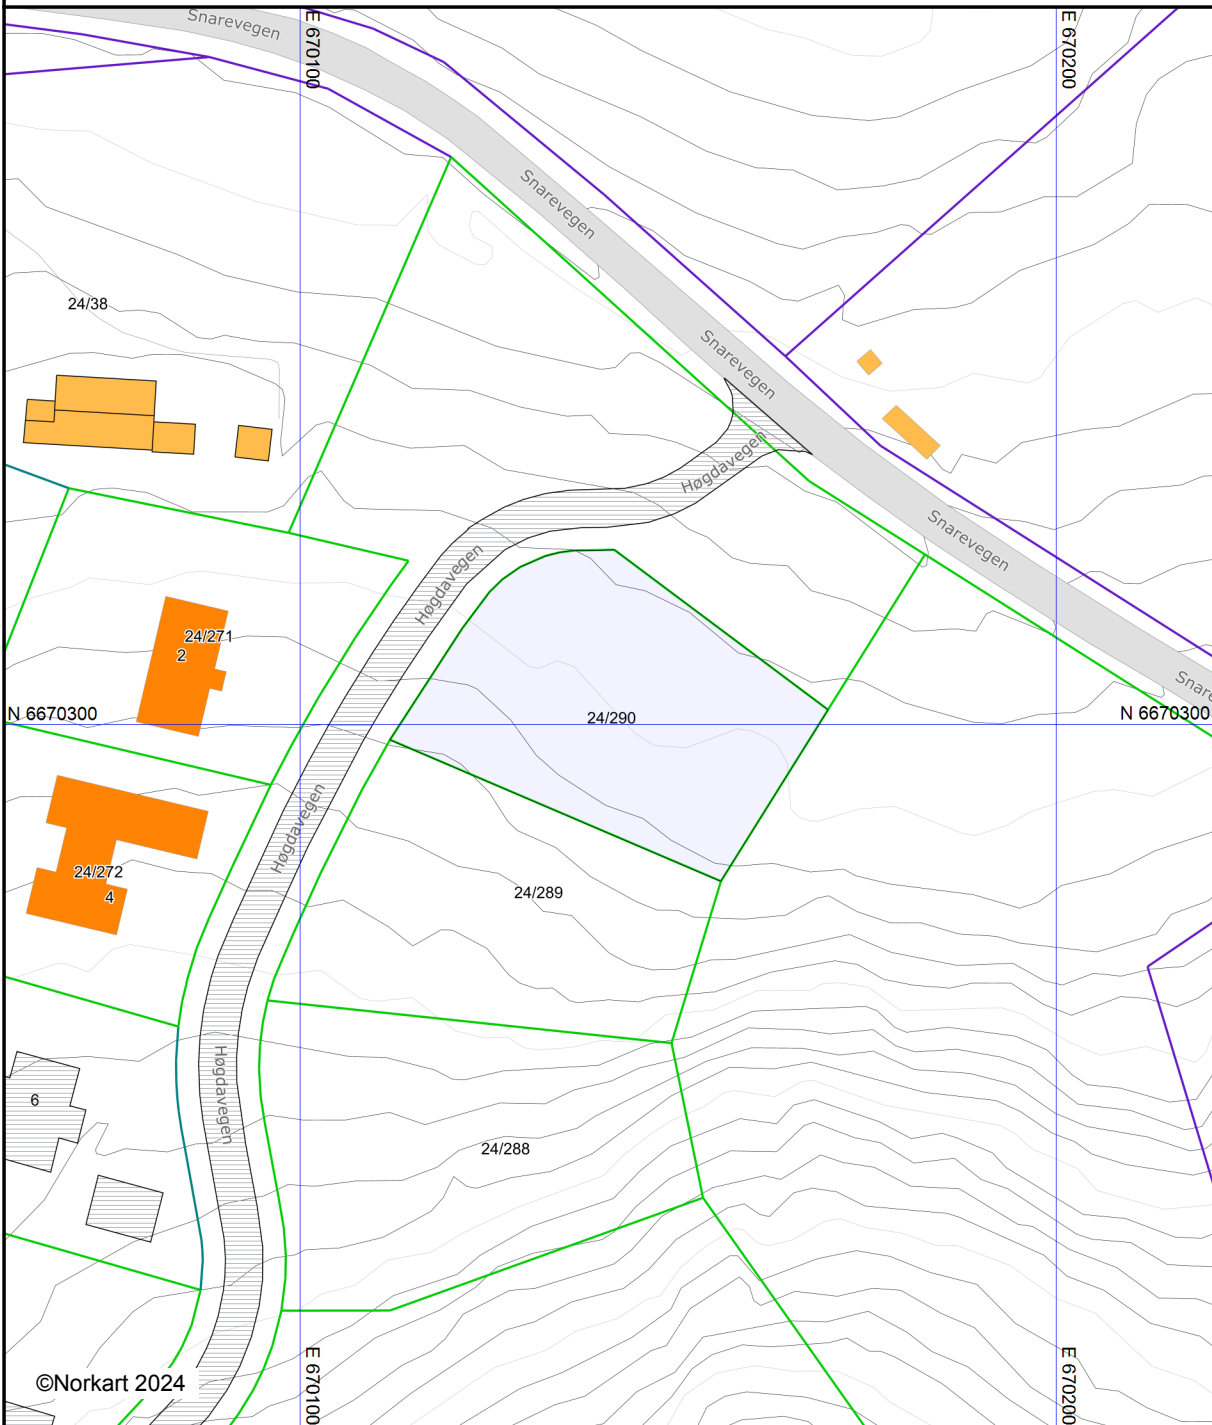 Snarevegen
E 670100
E 670200
Snarevegen
24/38
Snarevegen
Høgdavegen
Snarevegen
Høgdavegen
24/271
2
N 6670300
24/290
N 6670300
Snare
Høgdavegen
24/272
4
24/289
Høgdavegen
6
24/288
©Norkart 2024
E 670100
E 670200